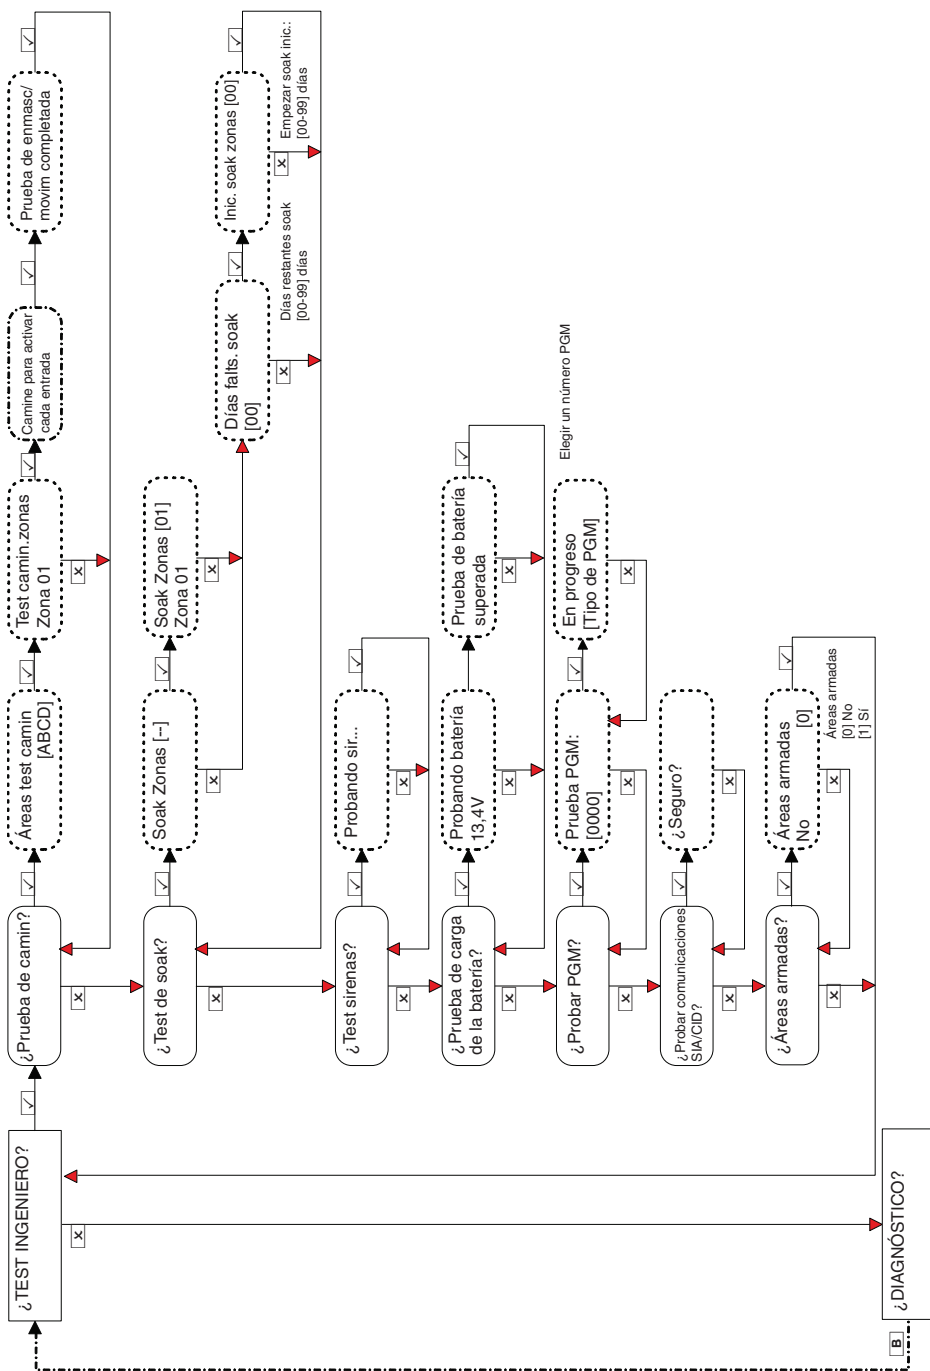 ¿TEST INGENIERO?
¿Prueba de camin?
Áreas test camin
[ABCD]
Test camin.zonas
Zona 01
Camine para activar
cada entrada
Prueba de enmasc/
movim completada
¿Test de soak?
Soak Zonas [--]
Soak Zonas [01]
Zona 01
Días falts. soak
[00]
Inic. soak zonas [00]
Días restantes soak
[00-99] días
Empezar soak inic.:
[00-99] días
¿Test sirenas?
Probando sir...
¿Prueba de carga
de la batería?
Probando batería
13,4V
Prueba de batería
superada
¿Probar PGM?
Prueba PGM:
[0000]
En progreso
[Tipo de PGM]
Elegir un número PGM
¿Probar comunicaciones
SIA/CID?
¿Seguro?
¿Áreas armadas?
Áreas armadas
No [0]
Áreas armadas
[0] No
[1] Sí
¿DIAGNÓSTICO?
B